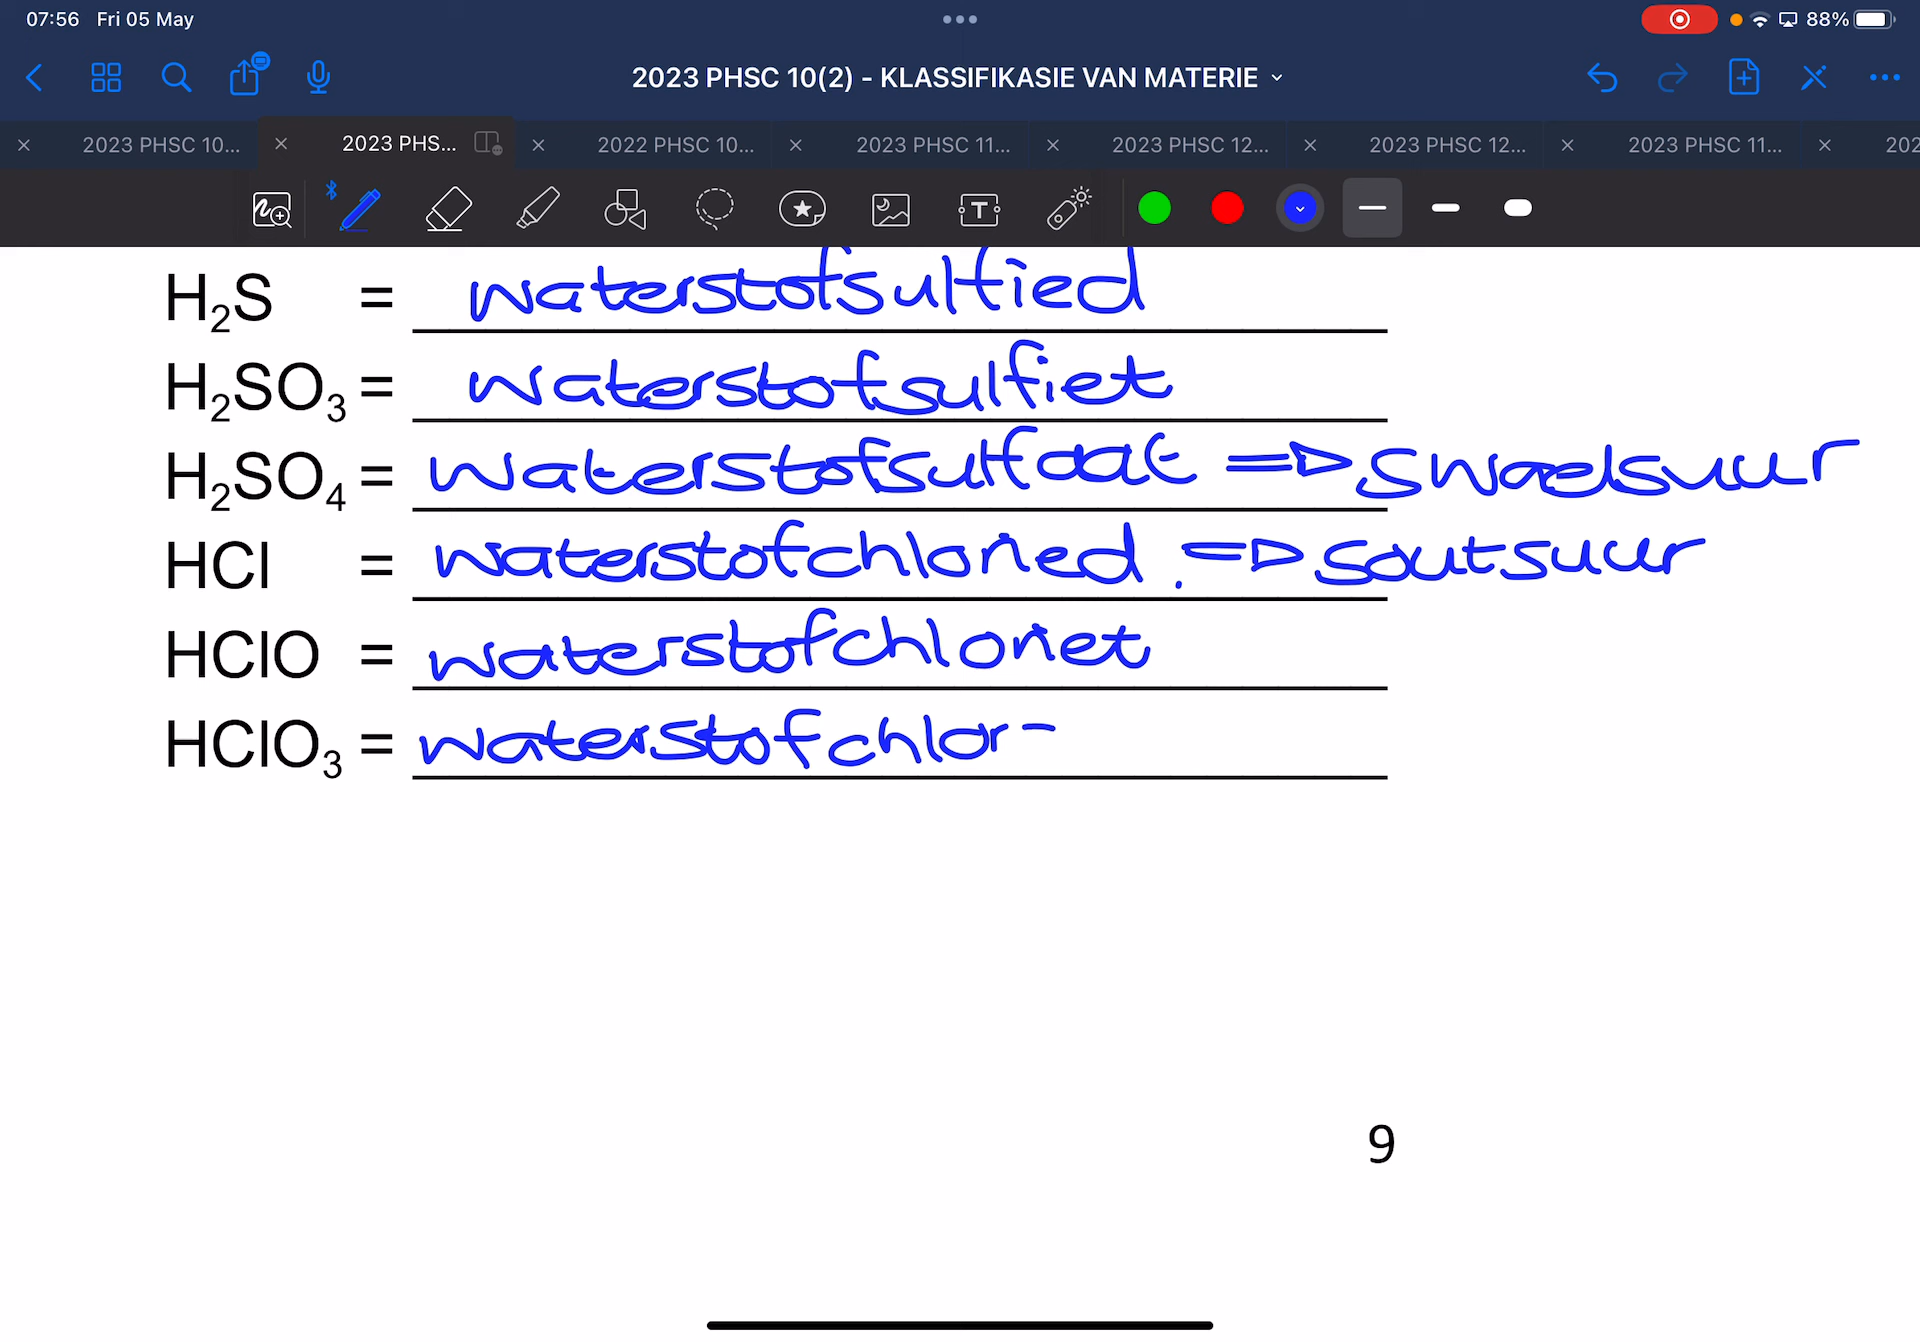 07:56 Fri 05 May 88%
2023 PHSC 10(2) - KLASSIFIKASIE VAN MATERIE
2023 PHSC 10... 2023 PHS... 2022 PHSC 10... 2023 PHSC 11... 2023 PHSC 12... 2023 PHSC 12... 2023 PHSC 11... 202
H₂S = waterstofsulfied
H₂SO₃ = waterstofsulfiet
H₂SO₄ = waterstofsulfaat ⇒ swaelsuur
HCl = waterstofchloried. ⇒ soutsuur
HClO = waterstofchloriet
HClO₃ = waterstofchlor
9